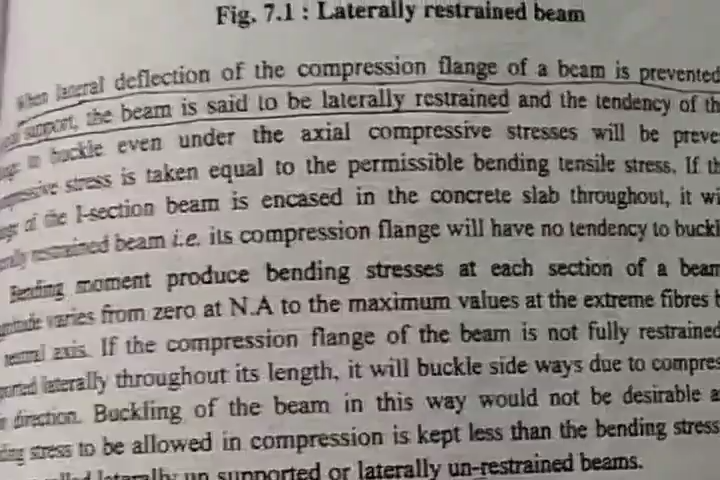 Fig. 7.1 : Laterally restrained beam
When lateral deflection of the compression flange of a beam is prevented
support, the beam is said to be laterally restrained and the tendency of th
to buckle even under the axial compressive stresses will be preve
stress is taken equal to the permissible bending tensile stress. If th
of the I-section beam is encased in the concrete slab throughout, it wi
restrained beam i.e. its compression flange will have no tendency to buckl
Bending moment produce bending stresses at each section of a beam
varies from zero at N.A to the maximum values at the extreme fibres
axis. If the compression flange of the beam is not fully restrained
laterally throughout its length, it will buckle side ways due to compres
direction. Buckling of the beam in this way would not be desirable a
stress to be allowed in compression is kept less than the bending stress
laterally un supported or laterally un-restrained beams.